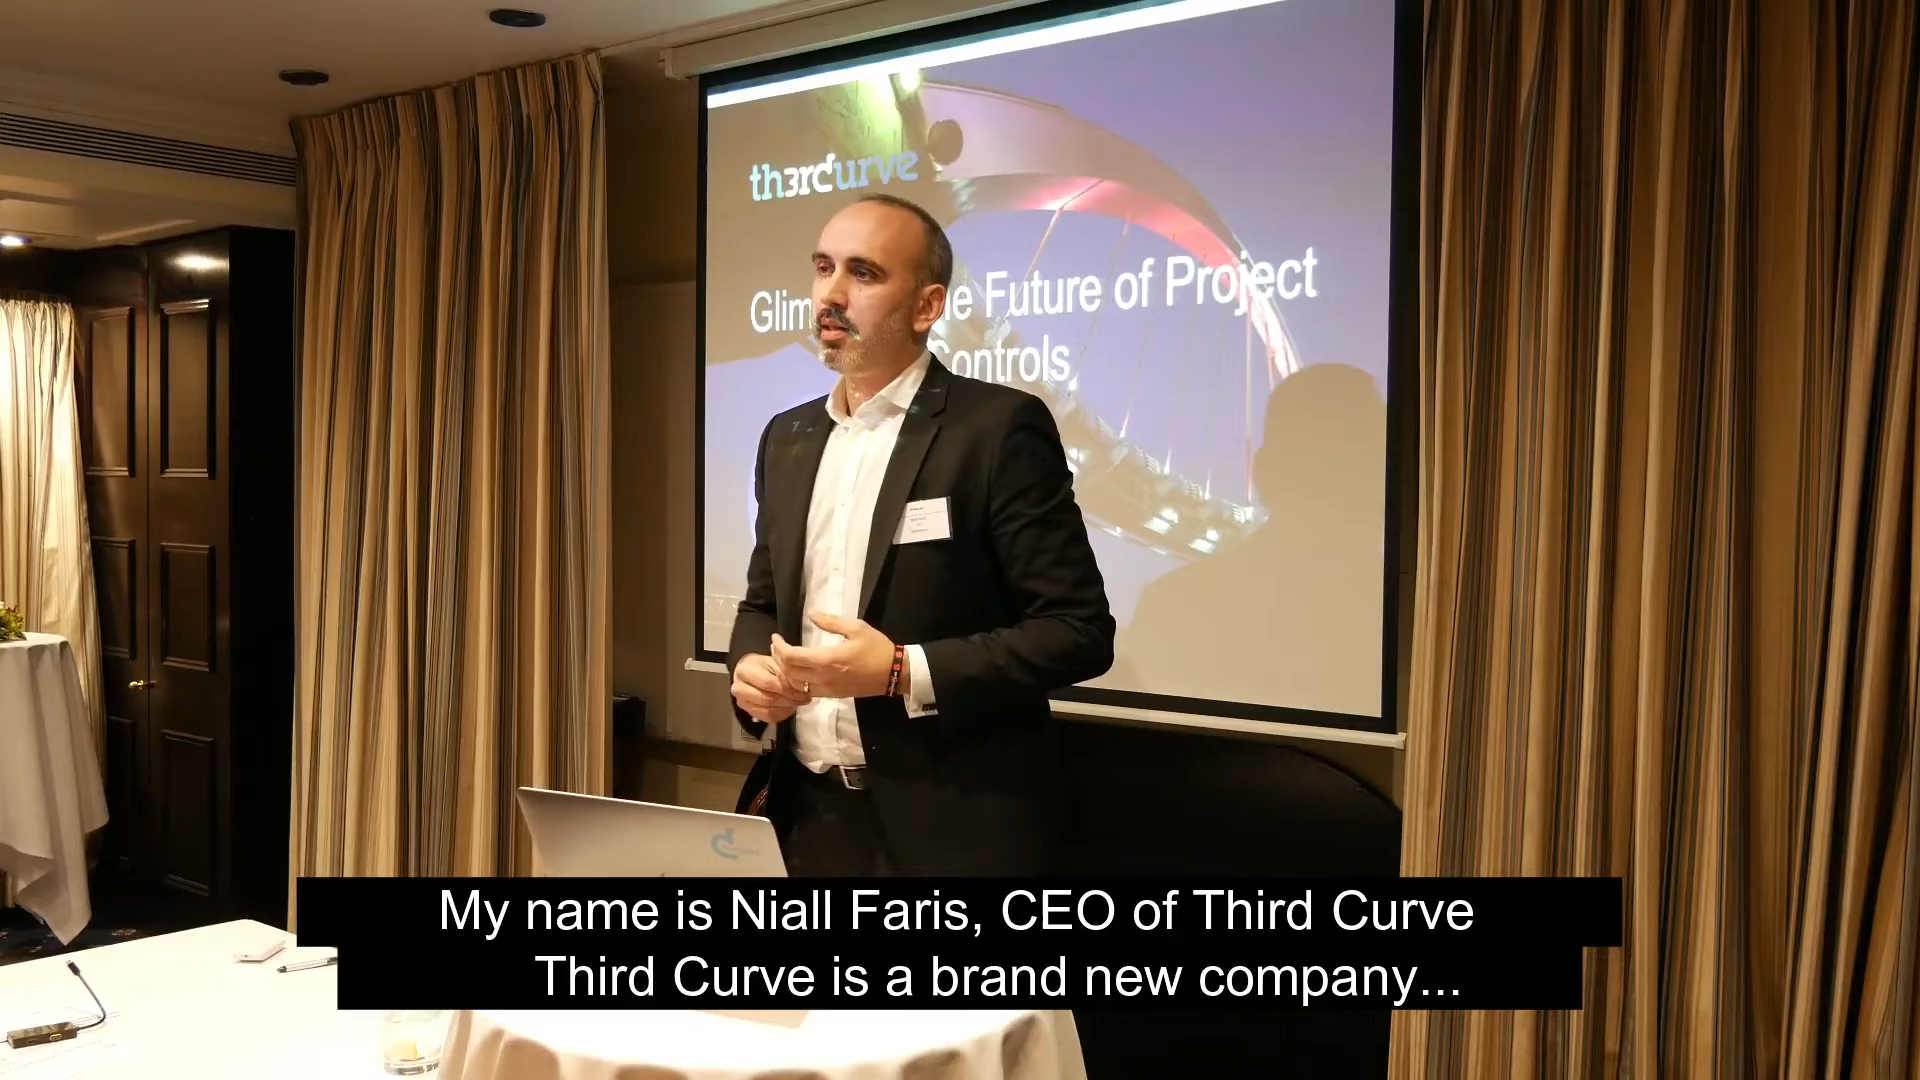 th3rdcurve
Glim e Future of Project
Controls
My name is Niall Faris, CEO of Third Curve
Third Curve is a brand new company...